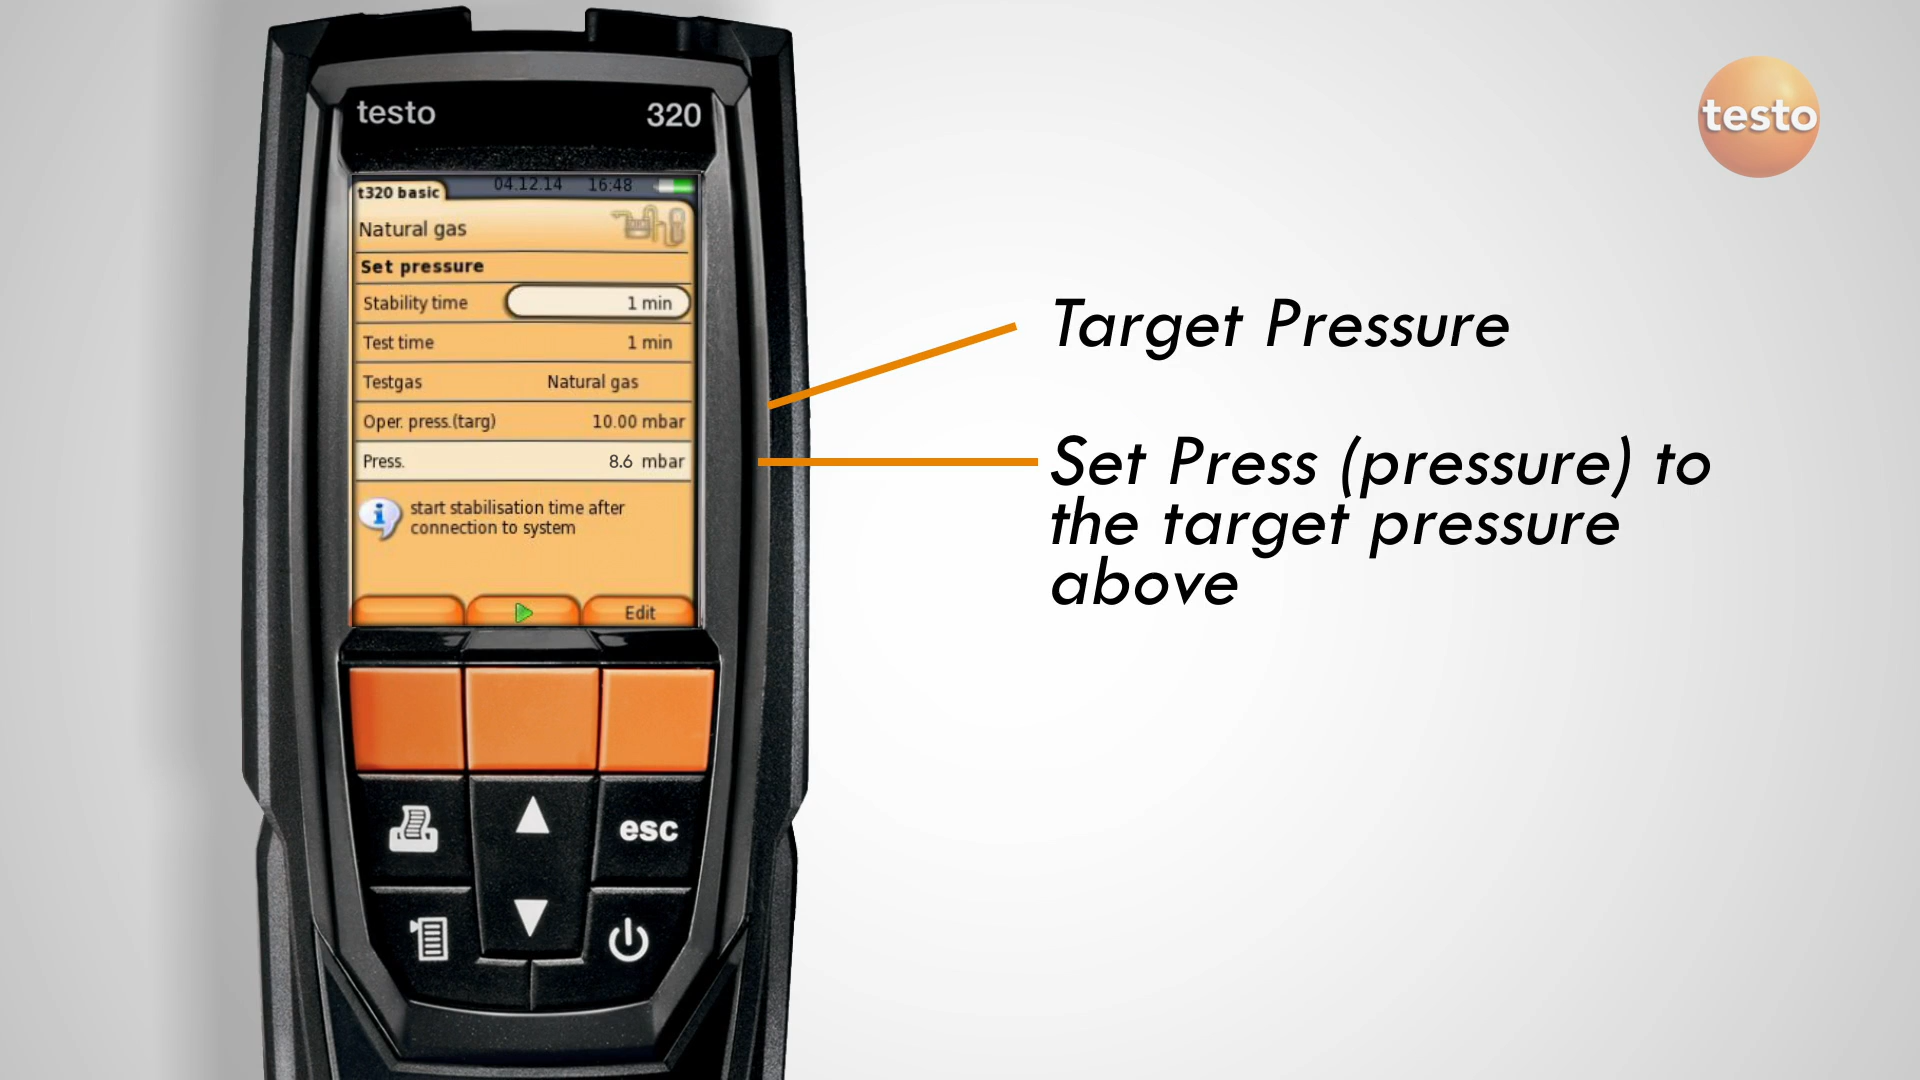 testo 320
t320 basic 04.12.14 16:48
Natural gas
Set pressure
Stability time 1 min
Test time 1 min
Testgas Natural gas
Oper. press.(targ) 10.00 mbar
Press. 8.6 mbar
start stabilisation time after
connection to system
Edit
esc
testo
Target Pressure
Set Press (pressure) to
the target pressure
above